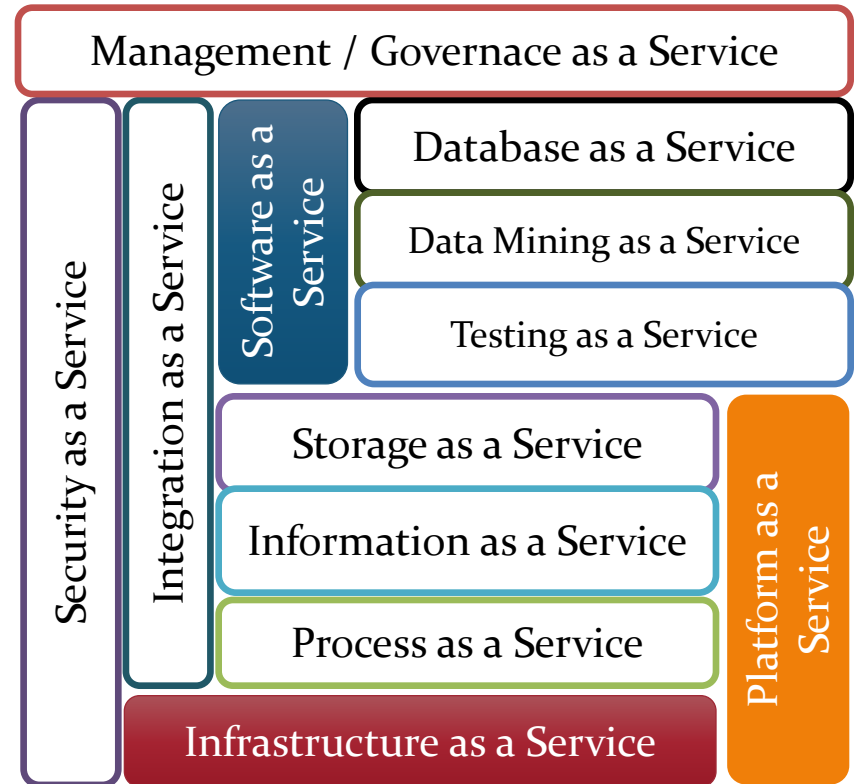 Management / Governace as a Service
Security as a Service
Integration as a Service
Software as a
Service
Database as a Service
Data Mining as a Service
Testing as a Service
Storage as a Service
Information as a Service
Process as a Service
Platform as a
Service
Infrastructure as a Service